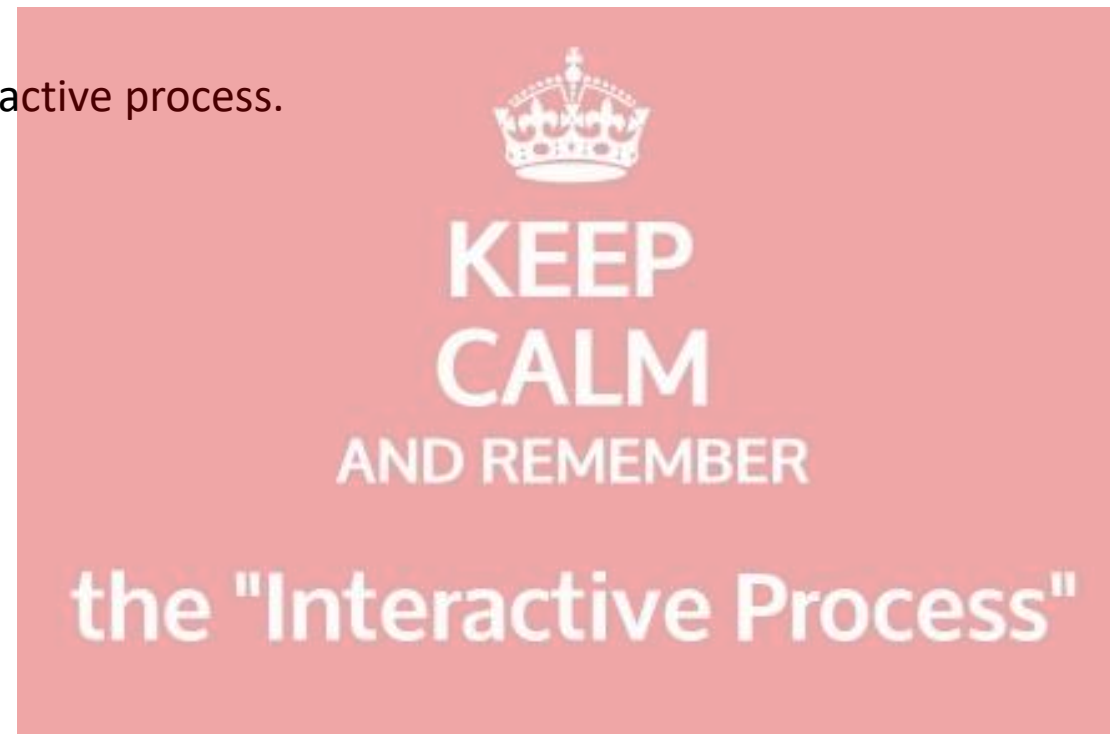 active process.
KEEP
CALM
AND REMEMBER
the "Interactive Process"